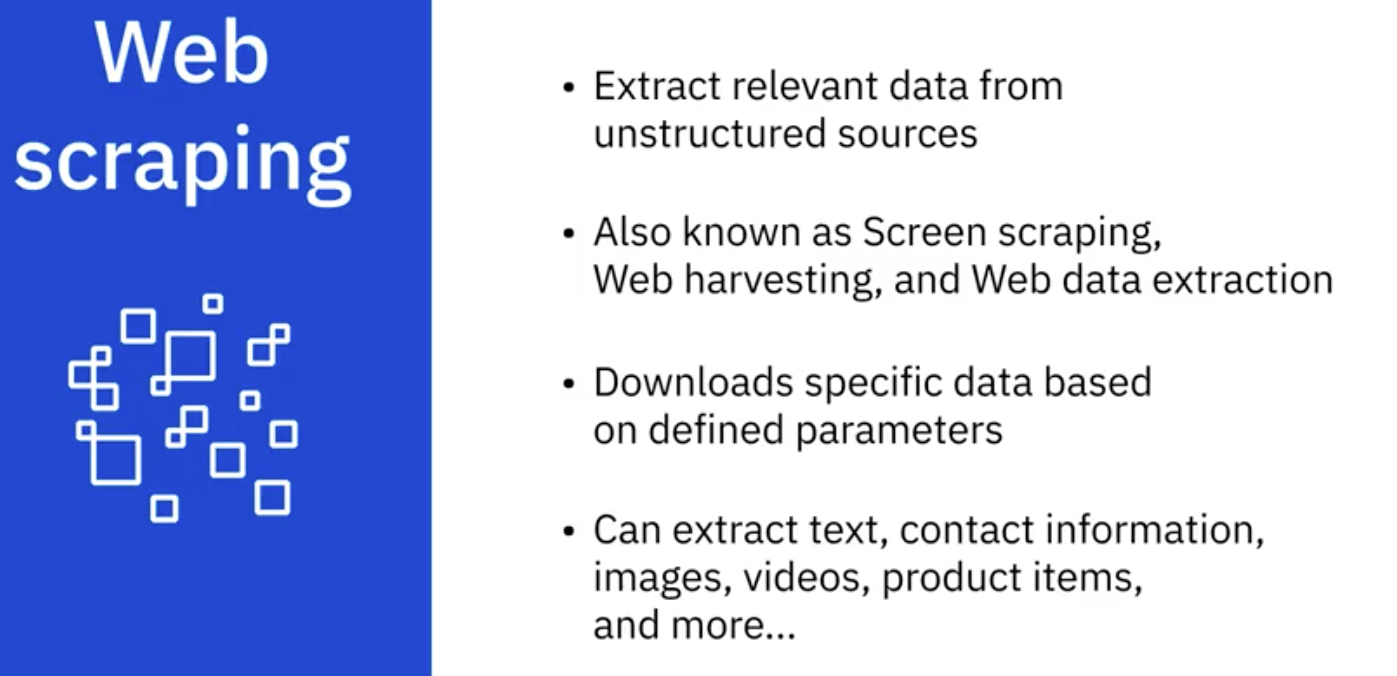 Web
scraping
• Extract relevant data from
unstructured sources
• Also known as Screen scraping,
Web harvesting, and Web data extraction
• Downloads specific data based
on defined parameters
• Can extract text, contact information,
images, videos, product items,
and more...